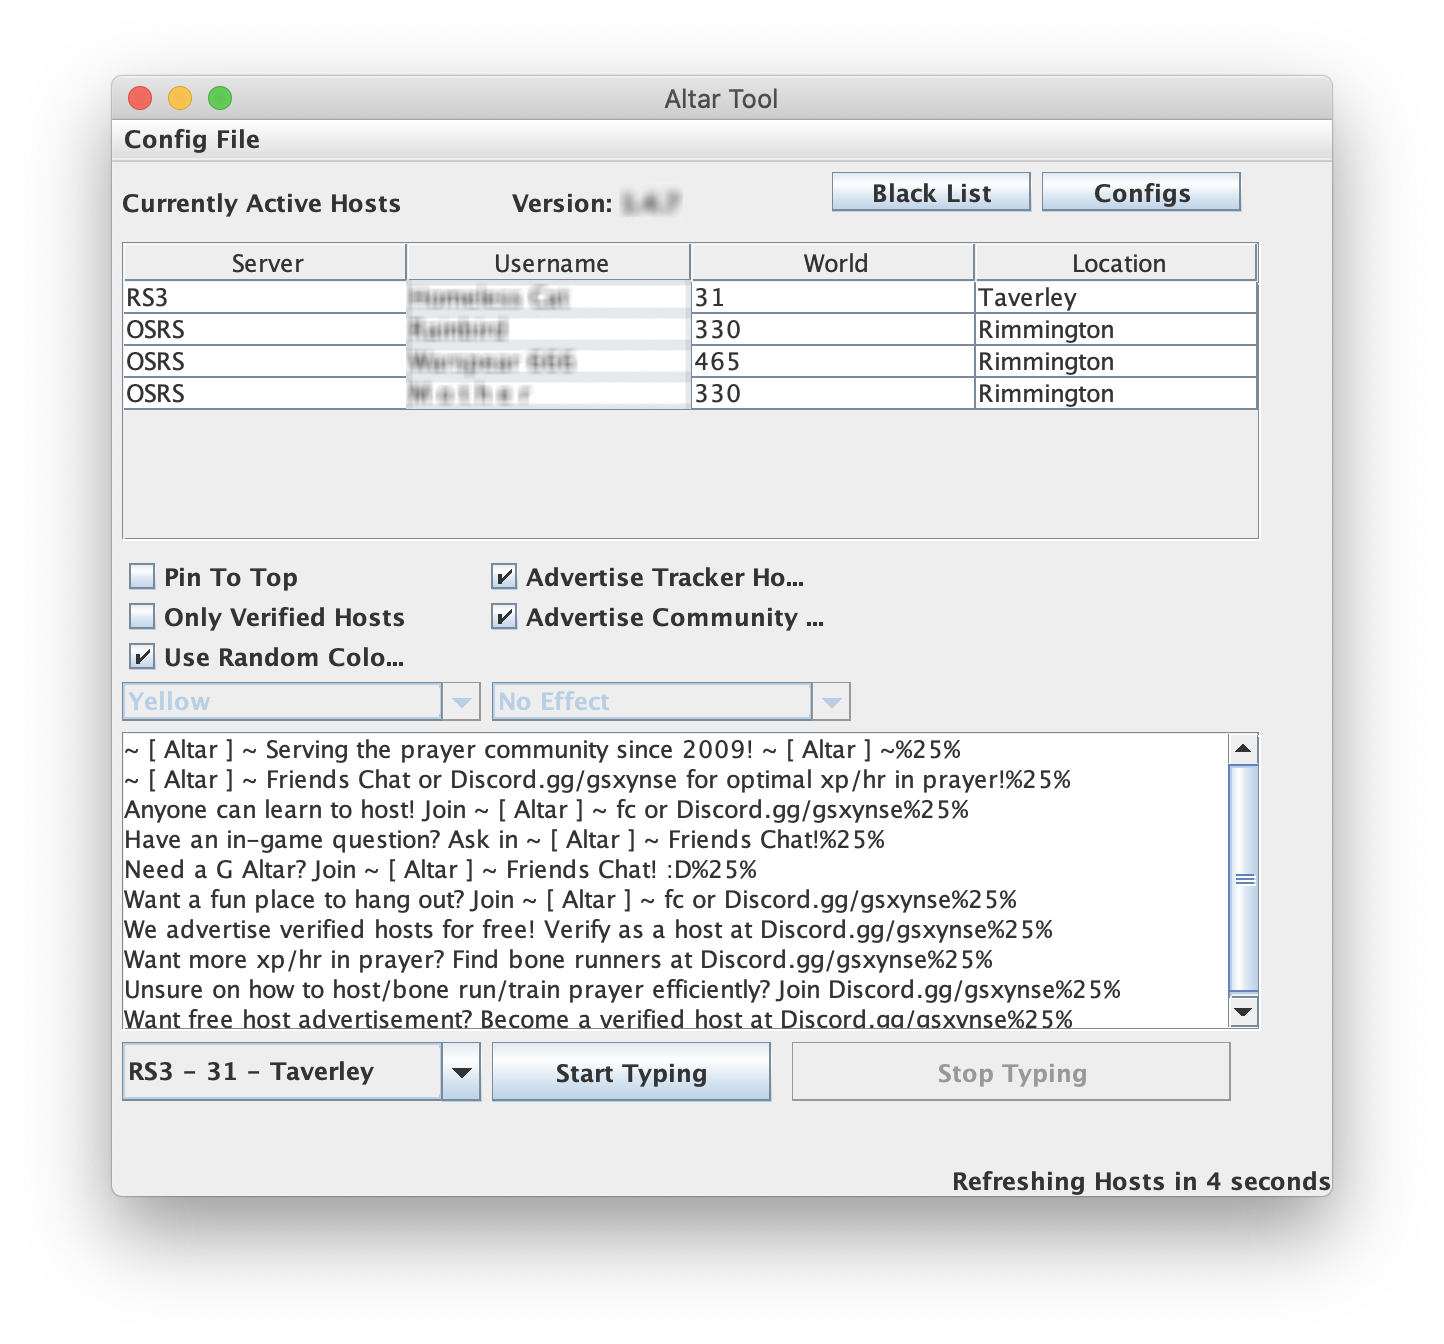 Altar Tool
Config File
Currently Active Hosts Version: Black List Configs
Server Username World Location
RS3 31 Taverley
OSRS 330 Rimmington
OSRS 465 Rimmington
OSRS 330 Rimmington
Pin To Top Advertise Tracker Ho...
Only Verified Hosts Advertise Community ...
Use Random Colo...
Yellow No Effect
~ [ Altar ] ~ Serving the prayer community since 2009! ~ [ Altar ] ~%25%
~ [ Altar ] ~ Friends Chat or Discord.gg/gsxynse for optimal xp/hr in prayer!%25%
Anyone can learn to host! Join ~ [ Altar ] ~ fc or Discord.gg/gsxynse%25%
Have an in-game question? Ask in ~ [ Altar ] ~ Friends Chat!%25%
Need a G Altar? Join ~ [ Altar ] ~ Friends Chat! :D%25%
Want a fun place to hang out? Join ~ [ Altar ] ~ fc or Discord.gg/gsxynse%25%
We advertise verified hosts for free! Verify as a host at Discord.gg/gsxynse%25%
Want more xp/hr in prayer? Find bone runners at Discord.gg/gsxynse%25%
Unsure on how to host/bone run/train prayer efficiently? Join Discord.gg/gsxynse%25%
Want free host advertisement? Become a verified host at Discord.gg/gsxynse%25%
RS3 - 31 - Taverley Start Typing Stop Typing
Refreshing Hosts in 4 seconds